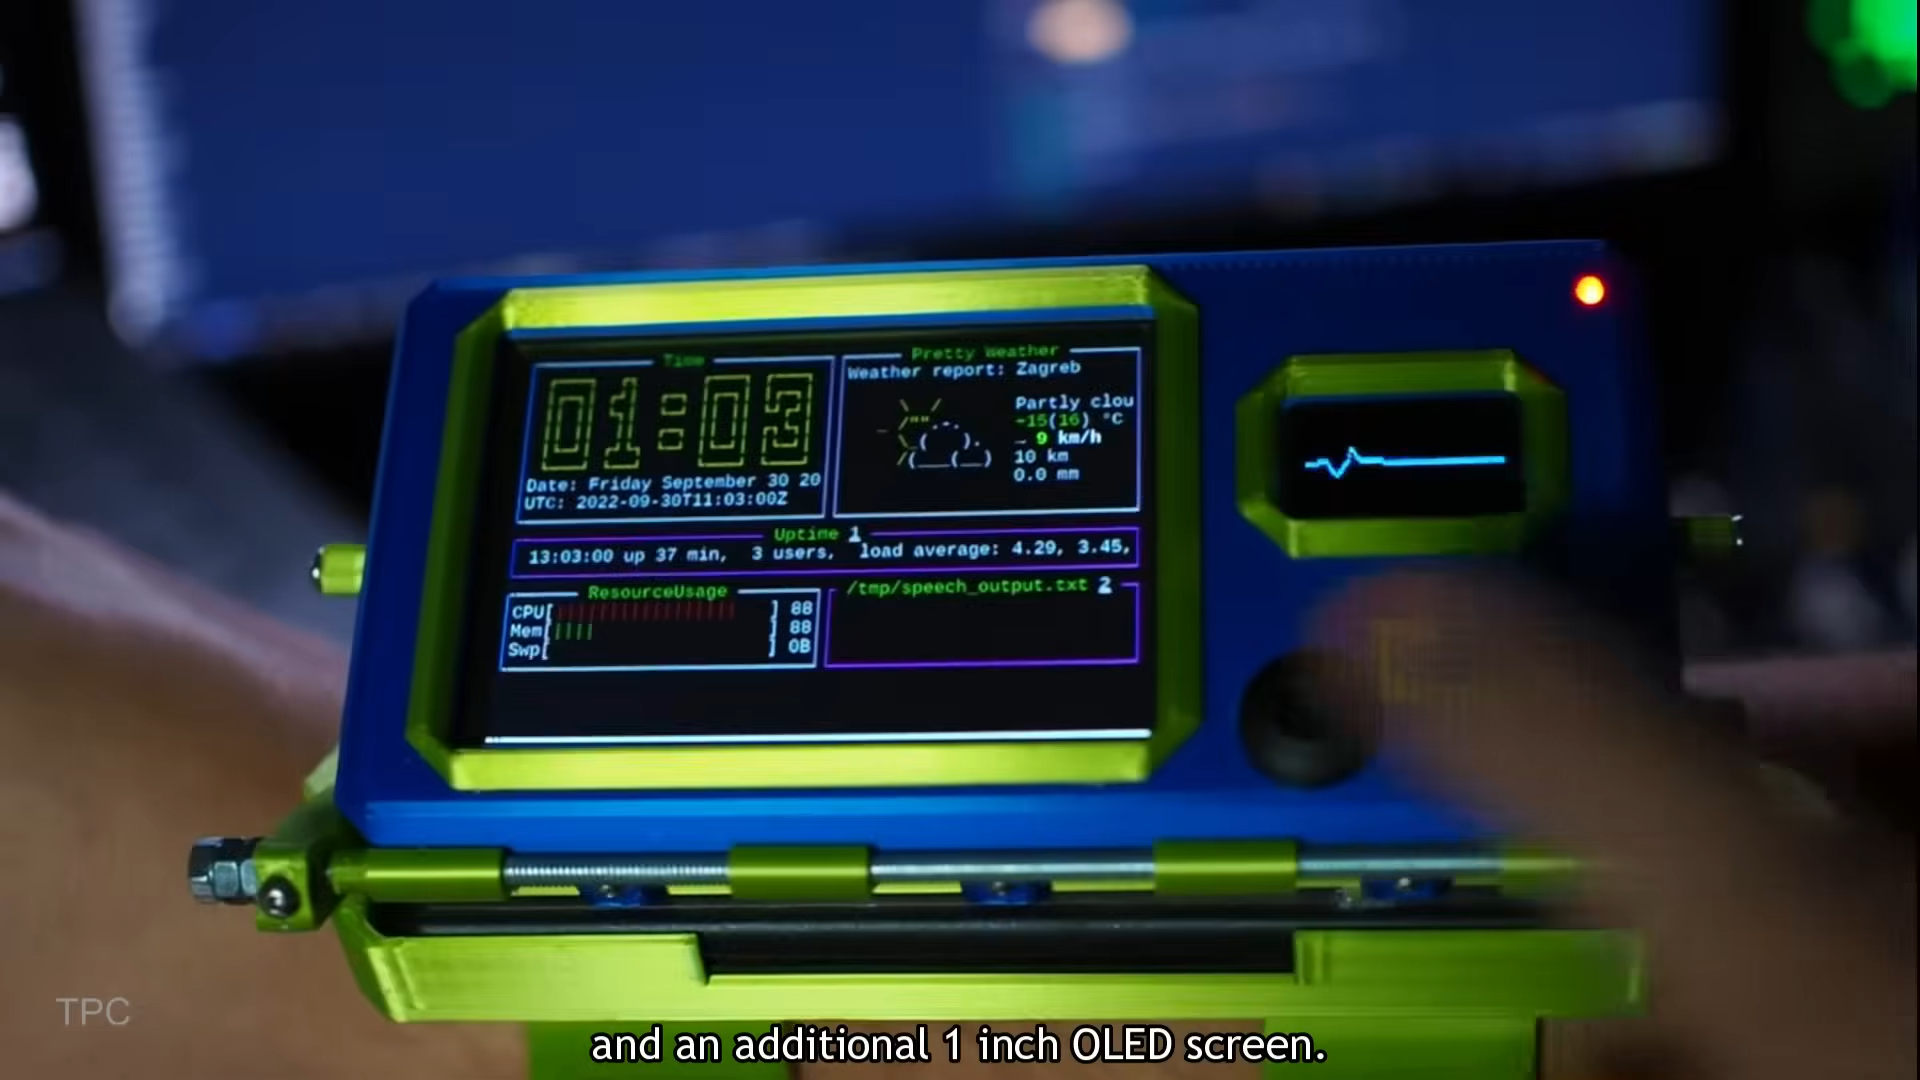 Time
01:03
Date: Friday September 30 20
UTC: 2022-09-30T11:03:00Z
Pretty Weather
Weather report: Zagreb
Partly clou
~15(16) °C
9 km/h
10 km
0.0 mm
Uptime 1
13:03:00 up 37 min, 3 users, load average: 4.29, 3.45,
ResourceUsage
CPU[ ] 88
Mem[|||| ] 88
Swp[ ] 0B
/tmp/speech_output.txt 2
TPC
and an additional 1 inch OLED screen.